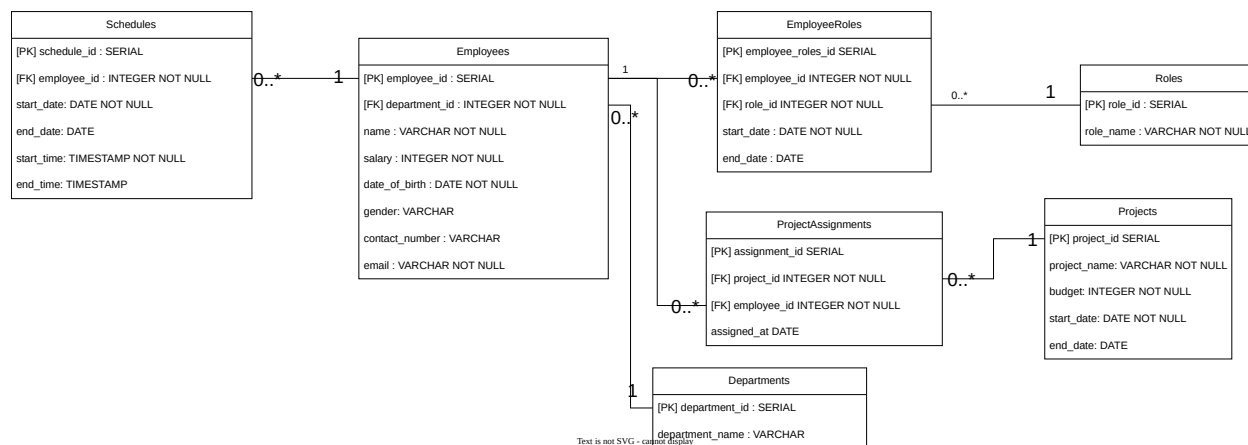 Schedules
[PK] schedule_id : SERIAL
[FK] employee_id : INTEGER NOT NULL
start_date: DATE NOT NULL
end_date: DATE
start_time: TIMESTAMP NOT NULL
end_time: TIMESTAMP
0..*
1
Employees
[PK] employee_id : SERIAL
[FK] department_id : INTEGER NOT NULL
name : VARCHAR NOT NULL
salary : INTEGER NOT NULL
date_of_birth : DATE NOT NULL
gender: VARCHAR
contact_number : VARCHAR
email : VARCHAR NOT NULL
1
0..*
0..*
EmployeeRoles
[PK] employee_roles_id SERIAL
[FK] employee_id INTEGER NOT NULL
[FK] role_id INTEGER NOT NULL
start_date : DATE NOT NULL
end_date : DATE
0..*
1
Roles
[PK] role_id : SERIAL
role_name : VARCHAR NOT NULL
0..*
ProjectAssignments
[PK] assignment_id SERIAL
[FK] project_id INTEGER NOT NULL
[FK] employee_id INTEGER NOT NULL
assigned_at DATE
0..*
1
Projects
[PK] project_id SERIAL
project_name: VARCHAR NOT NULL
budget: INTEGER NOT NULL
start_date: DATE NOT NULL
end_date: DATE
1
Departments
[PK] department_id : SERIAL
department_name : VARCHAR
Text is not SVG - cannot display